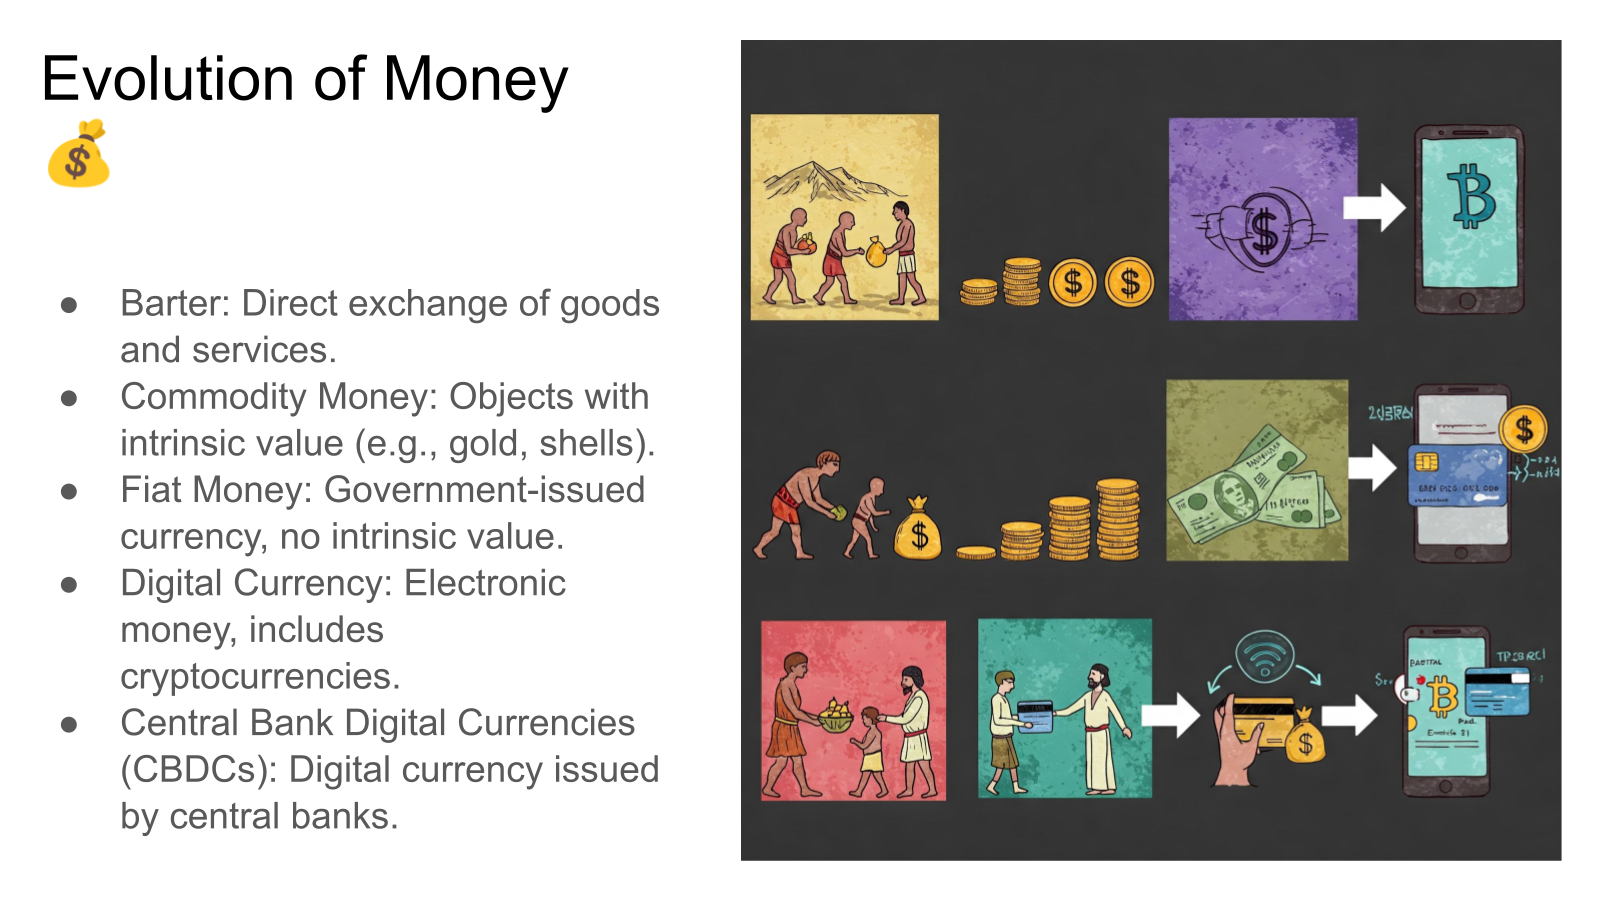 Evolution of Money
💰
● Barter: Direct exchange of goods
and services.
● Commodity Money: Objects with
intrinsic value (e.g., gold, shells).
● Fiat Money: Government-issued
currency, no intrinsic value.
● Digital Currency: Electronic
money, includes
cryptocurrencies.
● Central Bank Digital Currencies
(CBDCs): Digital currency issued
by central banks.